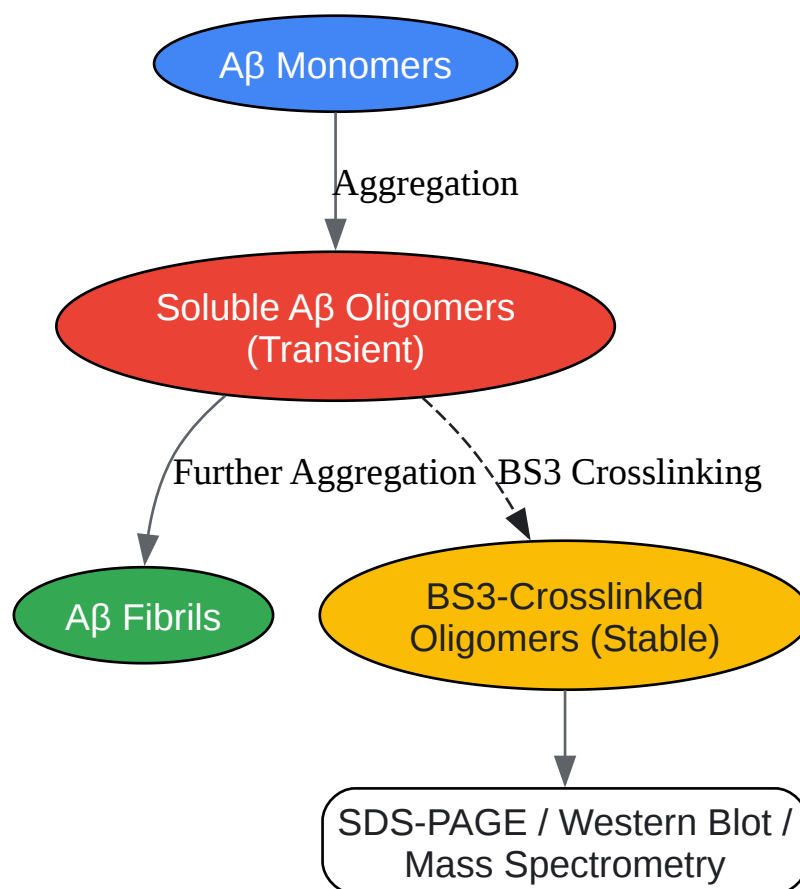 Aβ Monomers
Aggregation
Soluble Aβ Oligomers
(Transient)
Further Aggregation
BS3 Crosslinking
Aβ Fibrils
BS3-Crosslinked
Oligomers (Stable)
SDS-PAGE / Western Blot /
Mass Spectrometry